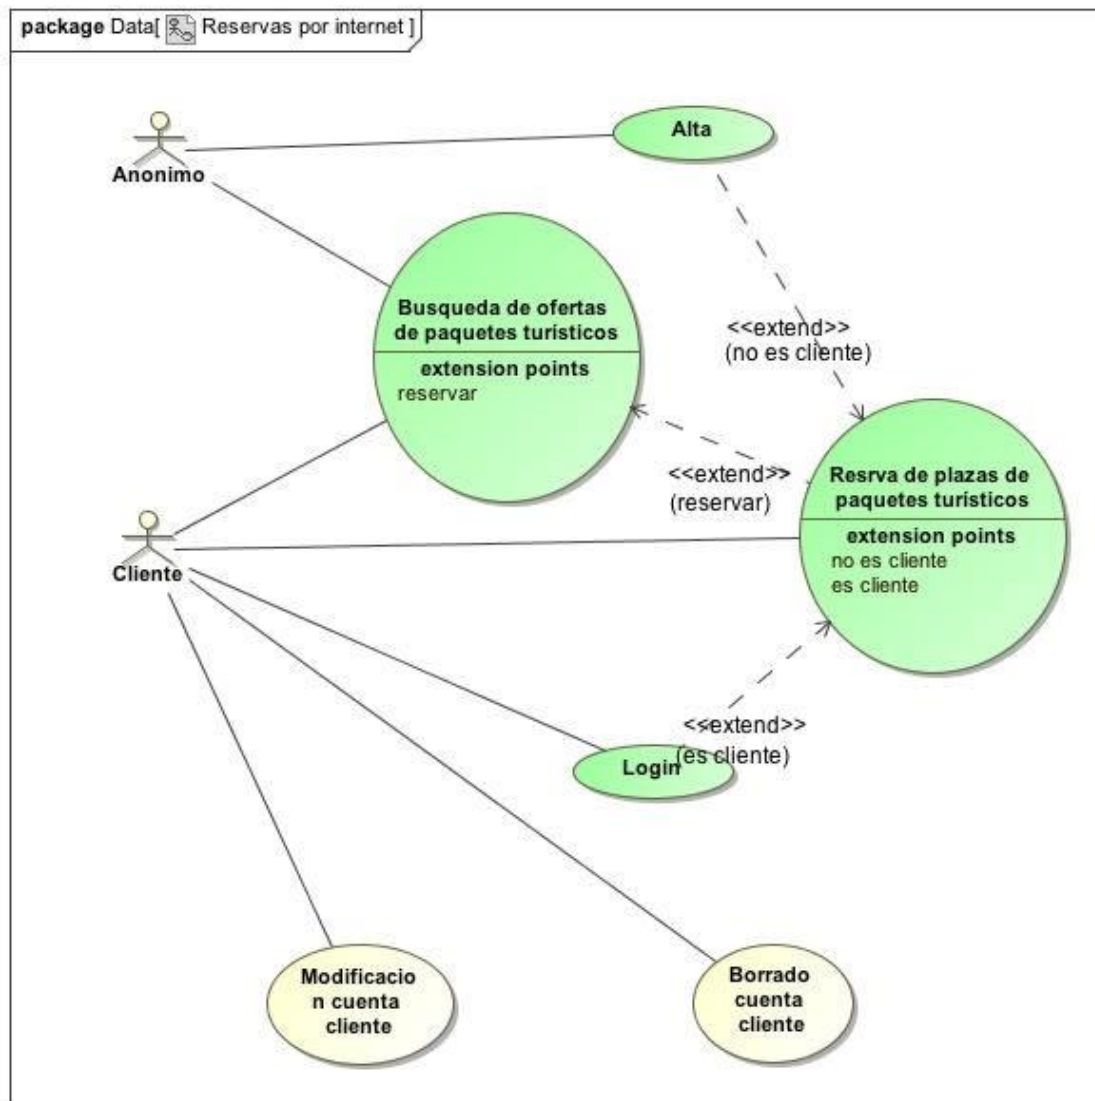 package Data[ Reservas por internet ]
Alta
Anonimo
Busqueda de ofertas
de paquetes turísticos
extension points
reservar
<<extend>>
(no es cliente)
<<extend>>
(reservar)
Resrva de plazas de
paquetes turísticos
extension points
no es cliente
es cliente
Cliente
<<extend>>
(es cliente)
Login
Modificacio
n cuenta
cliente
Borrado
cuenta
cliente